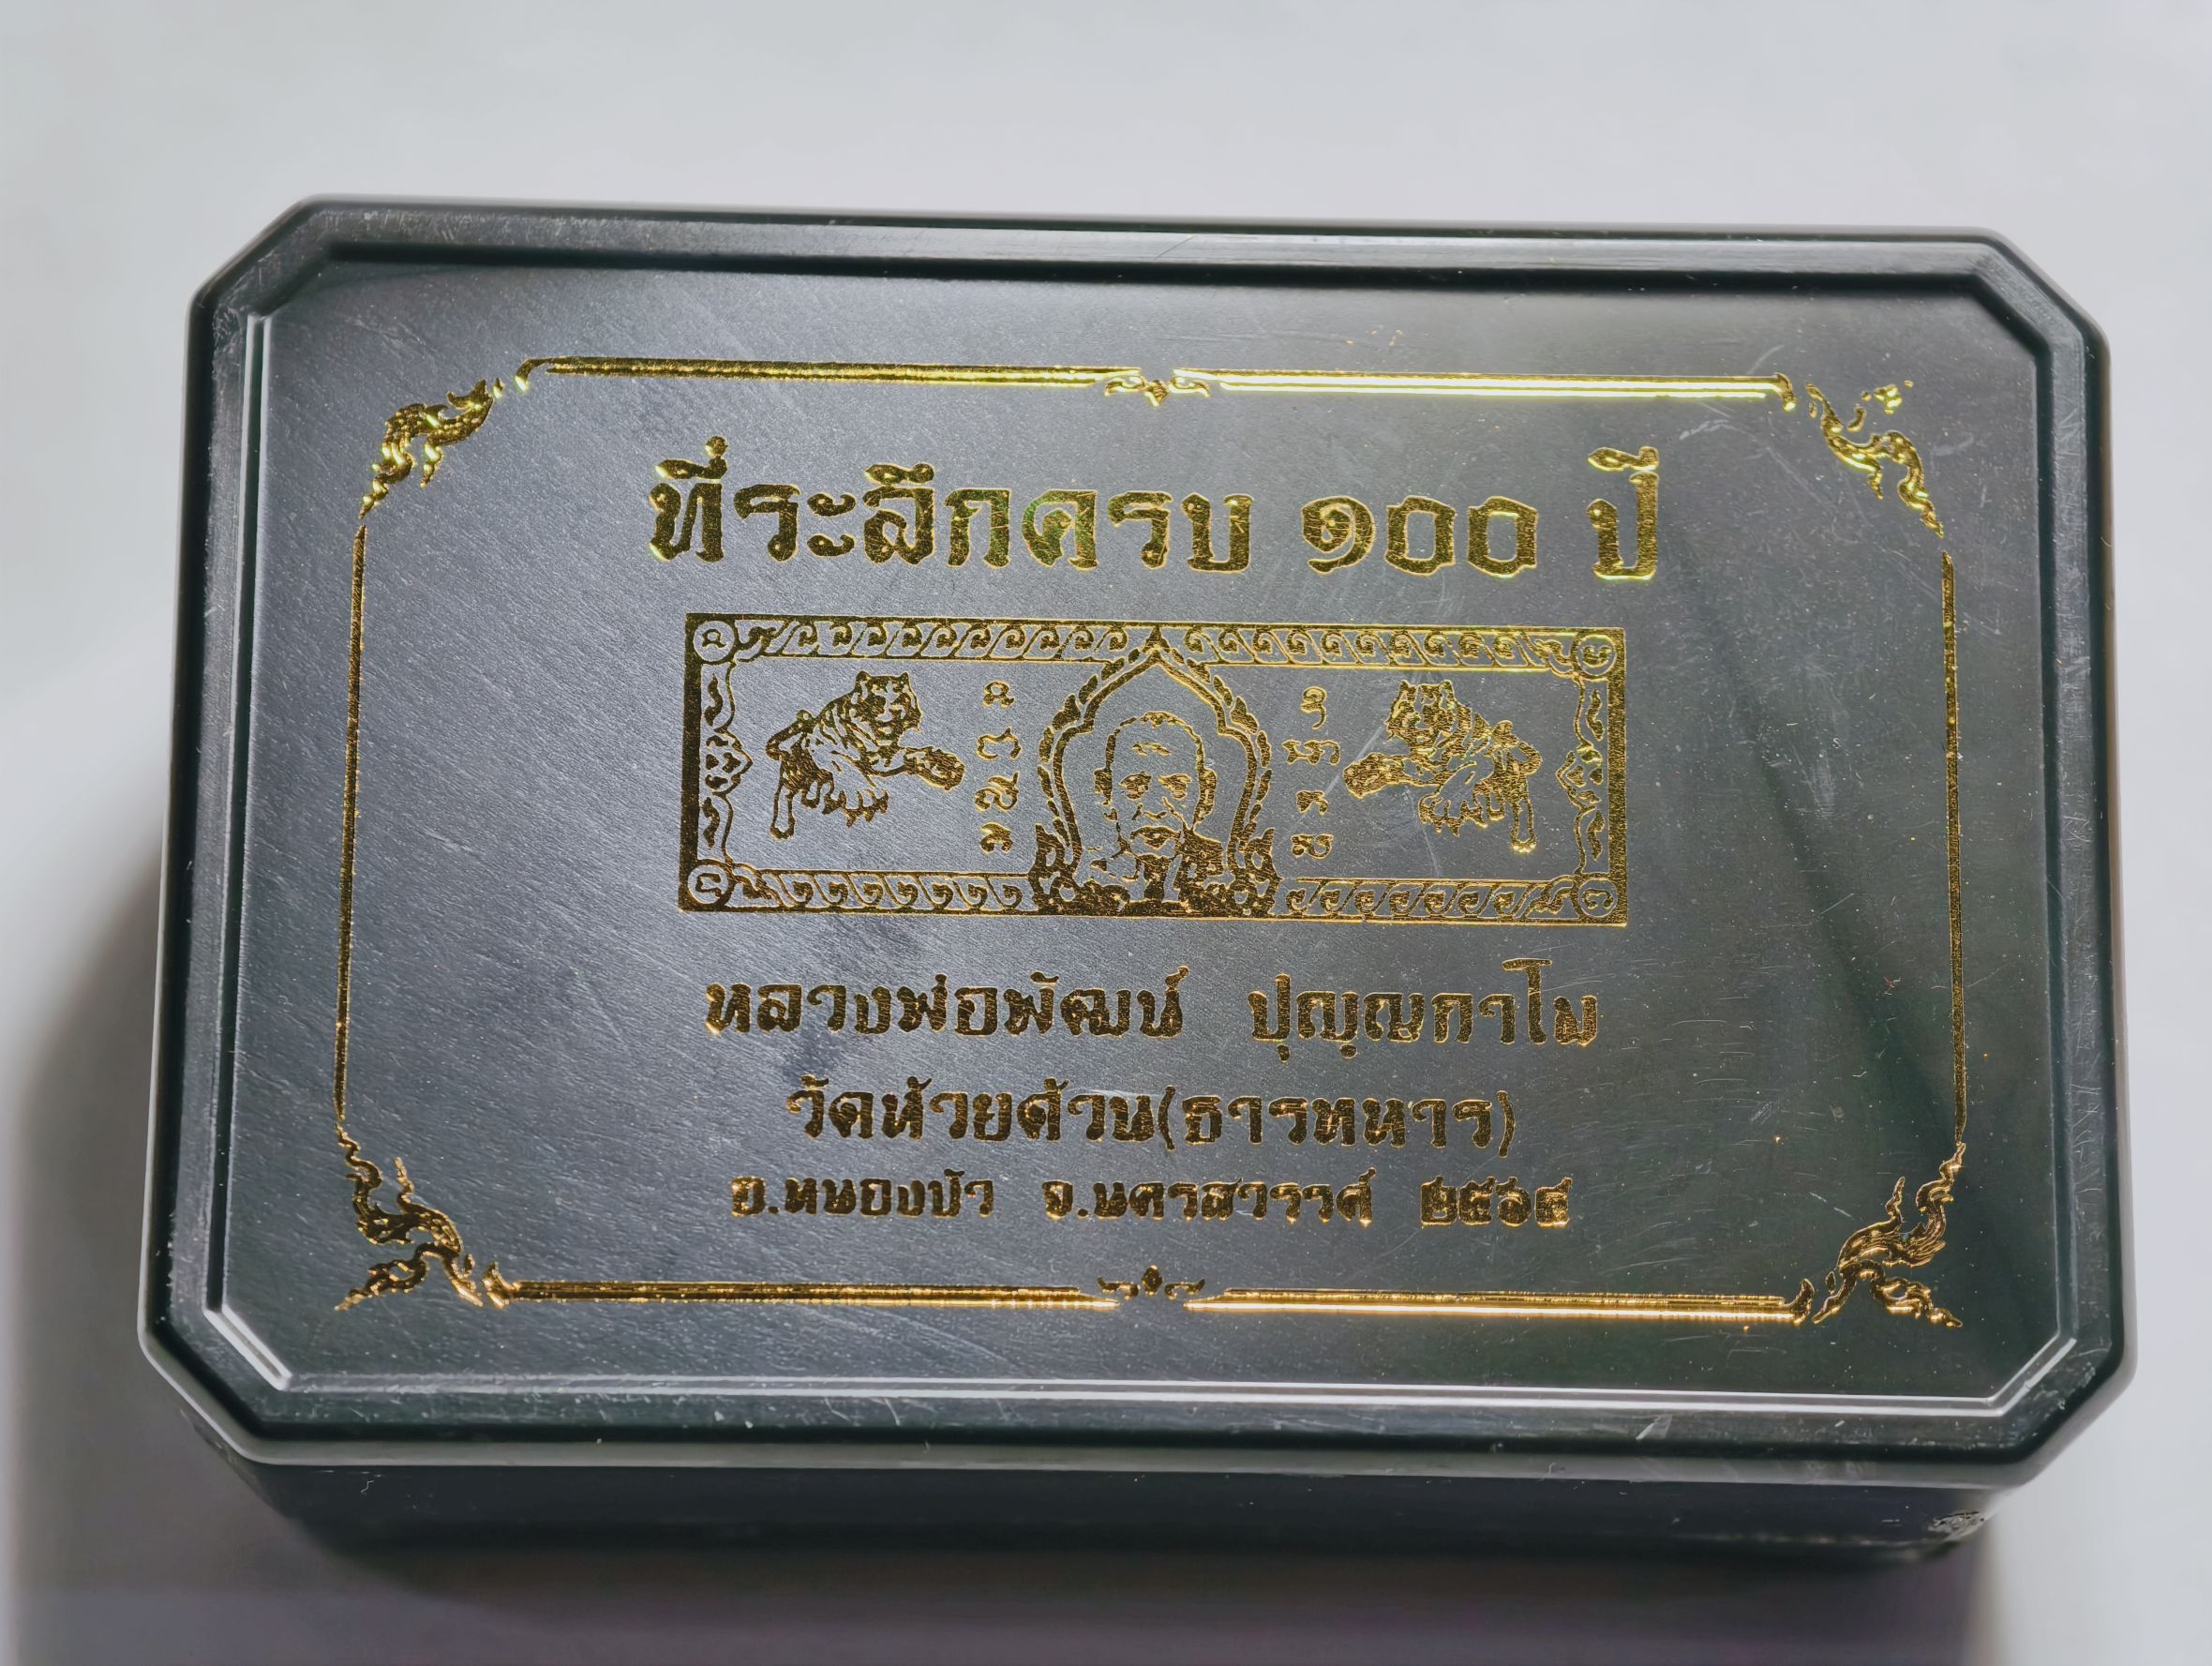 ที่ระลึกครบ ๑๐๐ ปี
หลวงพ่อพัฒน์ ปุญฺญกาโม
วัดห้วยด้วน(ธารทหาร)
อ.หนองบัว จ.นครสวรรค์ ๒๕๖๔